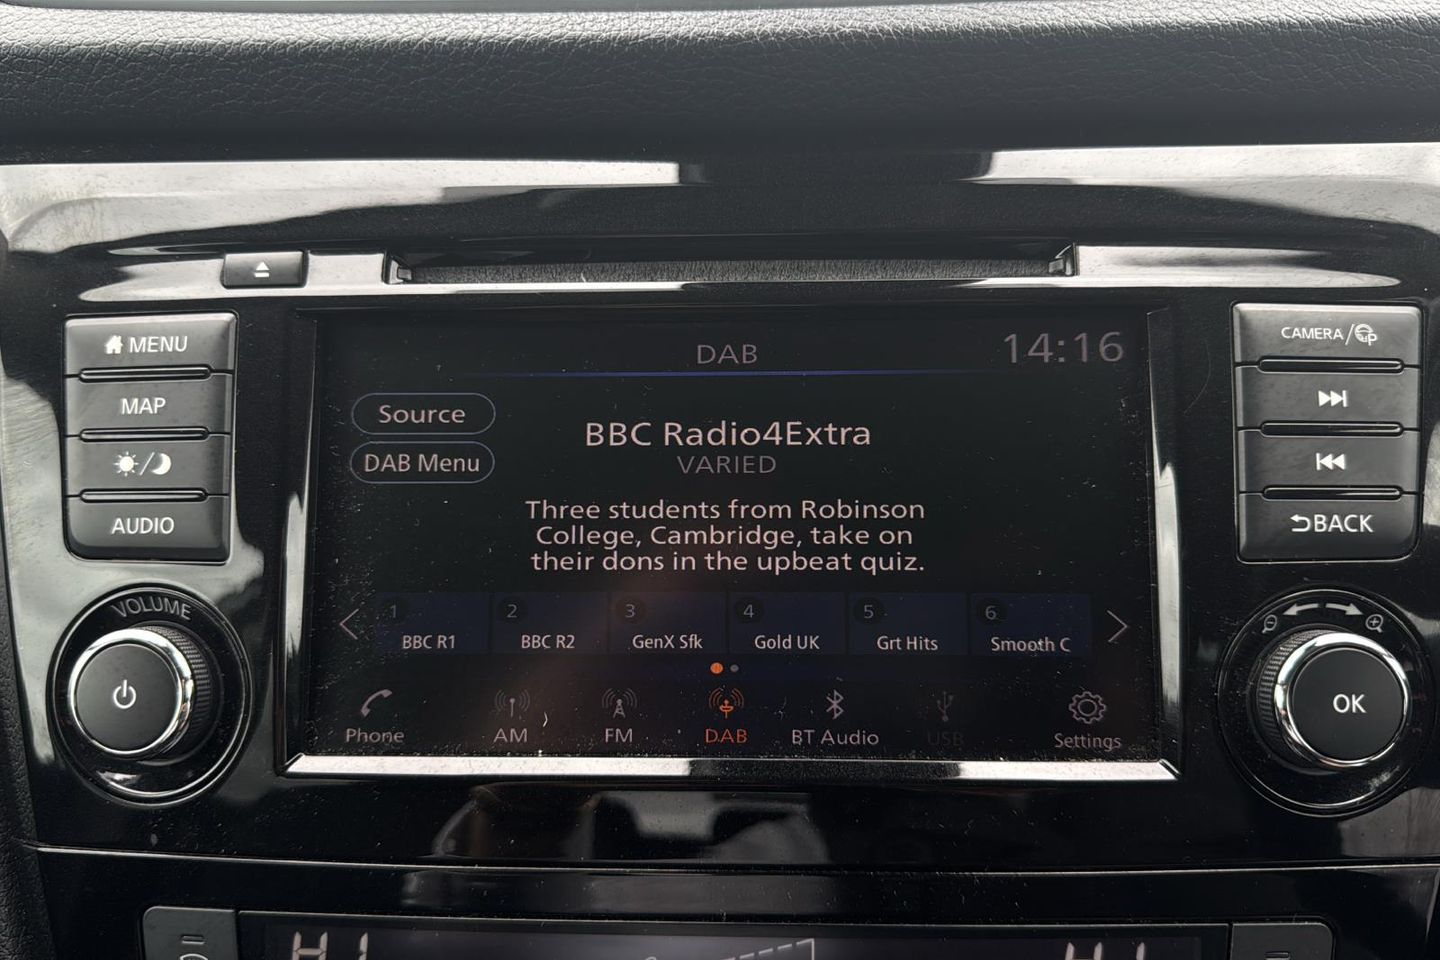 MENU
MAP
AUDIO
VOLUME
DAB
14:16
Source
DAB Menu
BBC Radio4Extra
VARIED
Three students from Robinson
College, Cambridge, take on
their dons in the upbeat quiz.
1 BBC R1
2 BBC R2
3 GenX Sfk
4 Gold UK
5 Grt Hits
6 Smooth C
Phone
AM
FM
DAB
BT Audio
USB
Settings
CAMERA/P
BACK
OK
HI
HI